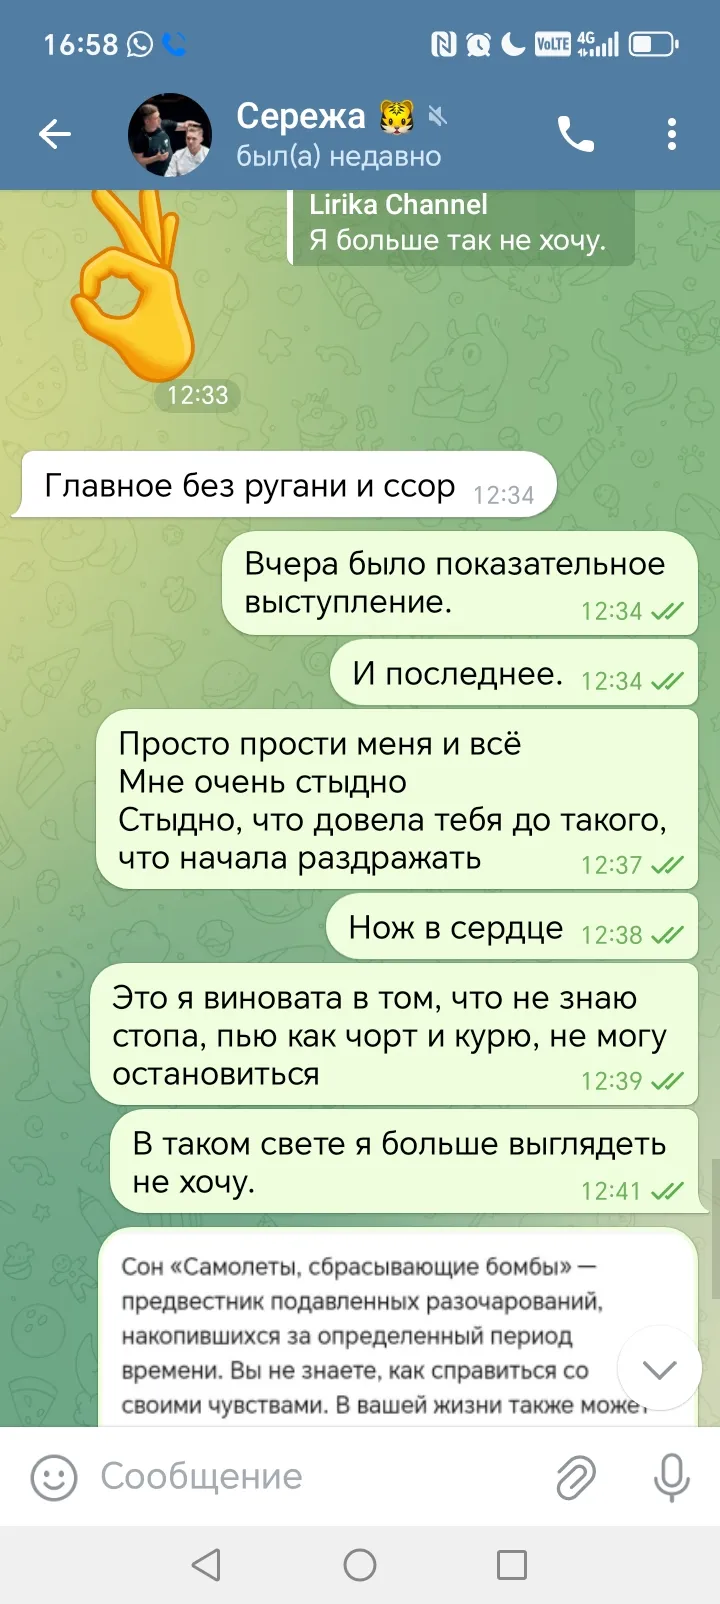 16:58
VoLTE 4G
Сережа
был(а) недавно
Lirika Channel
Я больше так не хочу.
12:33
Главное без ругани и ссор 12:34
Вчера было показательное
выступление. 12:34
И последнее. 12:34
Просто прости меня и всё
Мне очень стыдно
Стыдно, что довела тебя до такого,
что начала раздражать 12:37
Нож в сердце 12:38
Это я виновата в том, что не знаю
стопа, пью как чорт и курю, не могу
остановиться 12:39
В таком свете я больше выглядеть
не хочу. 12:41
Сон «Самолеты, сбрасывающие бомбы» —
предвестник подавленных разочарований,
накопившихся за определенный период
времени. Вы не знаете, как справиться со
своими чувствами. В вашей жизни также может
Сообщение